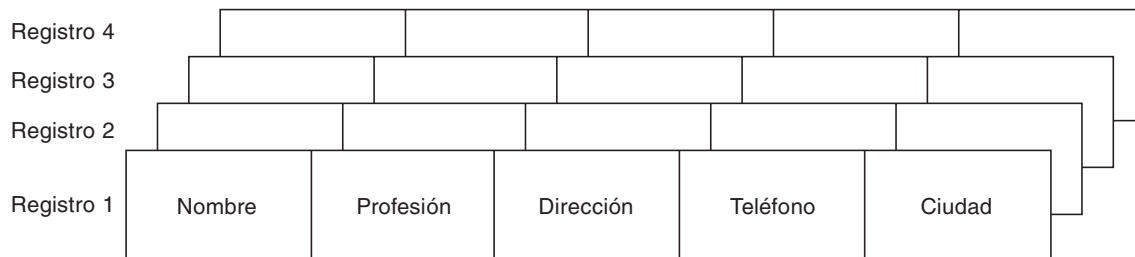 Registro 4
Registro 3
Registro 2
Registro 1 Nombre Profesión Dirección Teléfono Ciudad